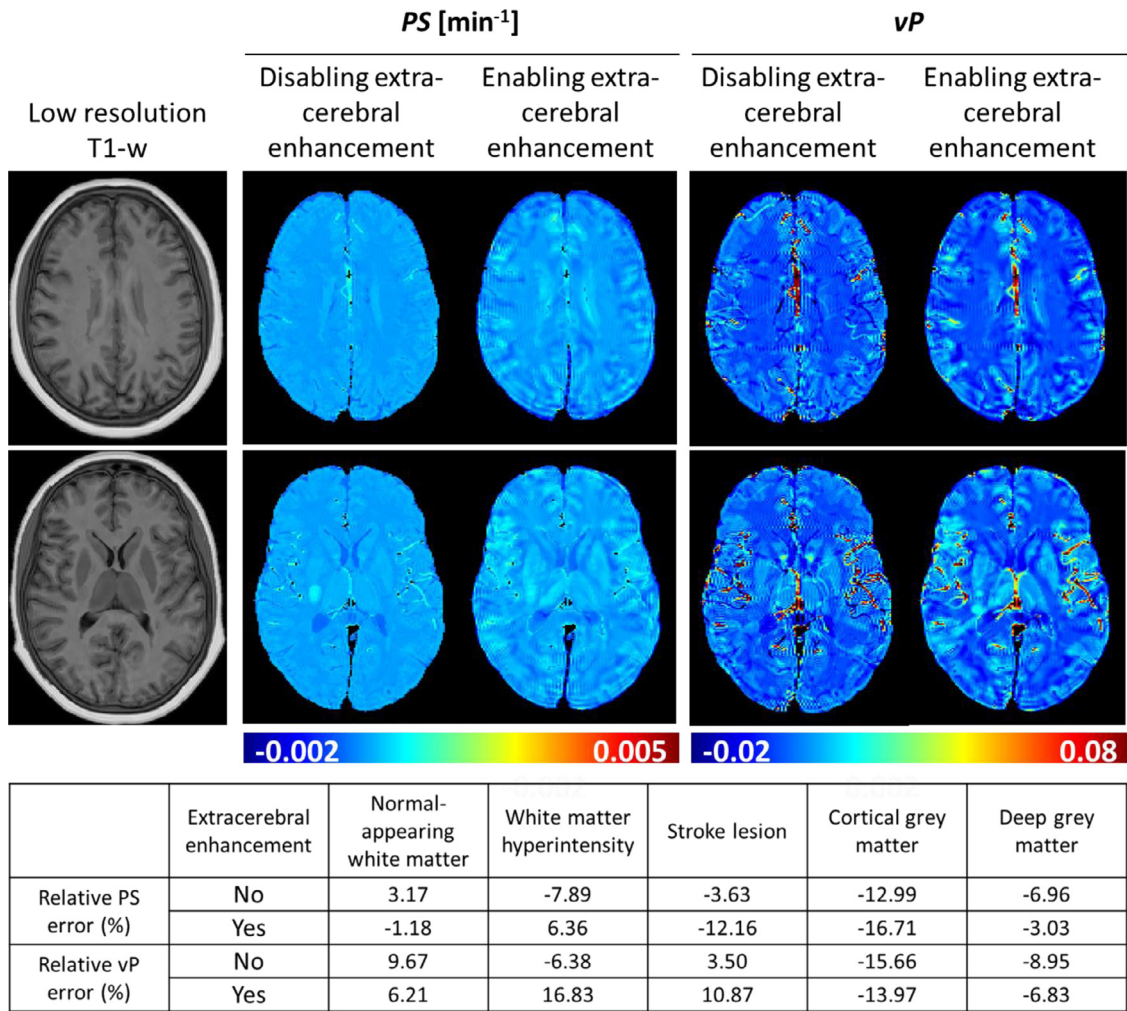 PS [min-1]
vP
Low resolution
T1-w
Disabling extra-
cerebral
enhancement
Enabling extra-
cerebral
enhancement
Disabling extra-
cerebral
enhancement
Enabling extra-
cerebral
enhancement
-0.002 0.005
-0.02 0.08
Extracerebral
enhancement
Normal-
appearing
white matter
White matter
hyperintensity
Stroke lesion
Cortical grey
matter
Deep grey
matter
Relative PS
error (%)
No 3.17 -7.89 -3.63 -12.99 -6.96
Yes -1.18 6.36 -12.16 -16.71 -3.03
Relative vP
error (%)
No 9.67 -6.38 3.50 -15.66 -8.95
Yes 6.21 16.83 10.87 -13.97 -6.83